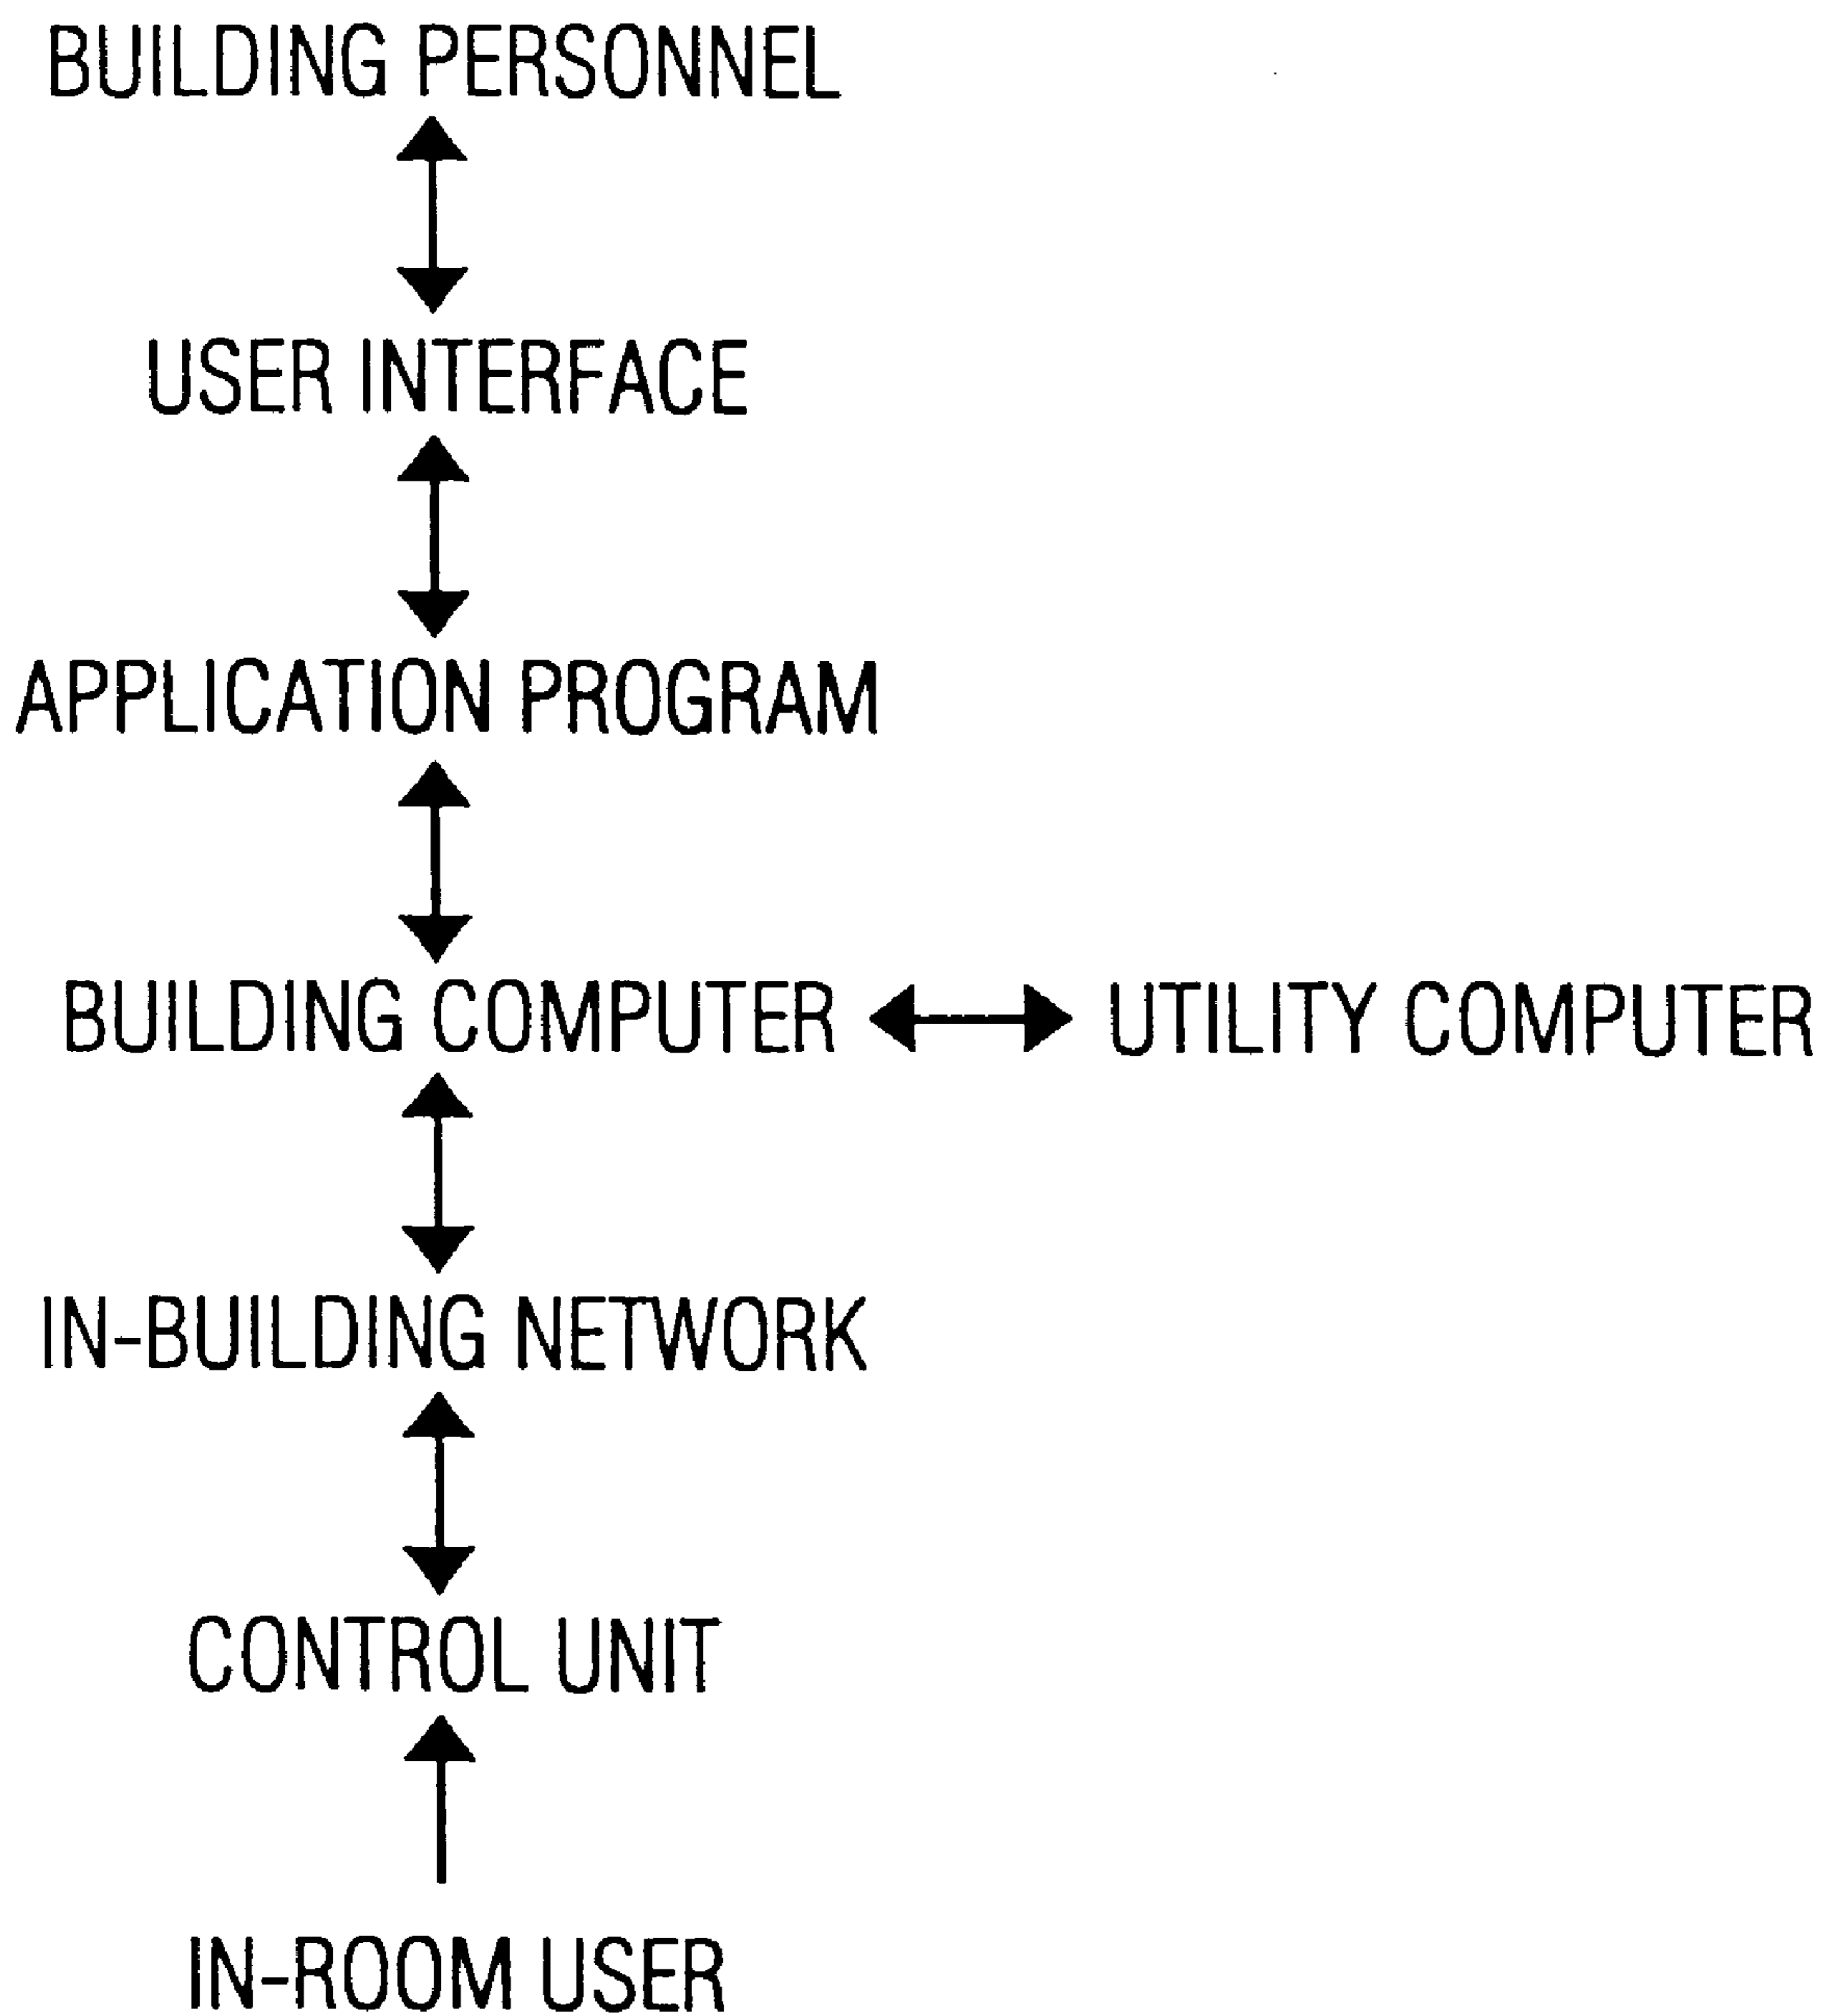 BUILDING PERSONNEL
USER INTERFACE
APPLICATION PROGRAM
BUILDING COMPUTER UTILITY COMPUTER
IN-BUILDING NETWORK
CONTROL UNIT
IN-ROOM USER